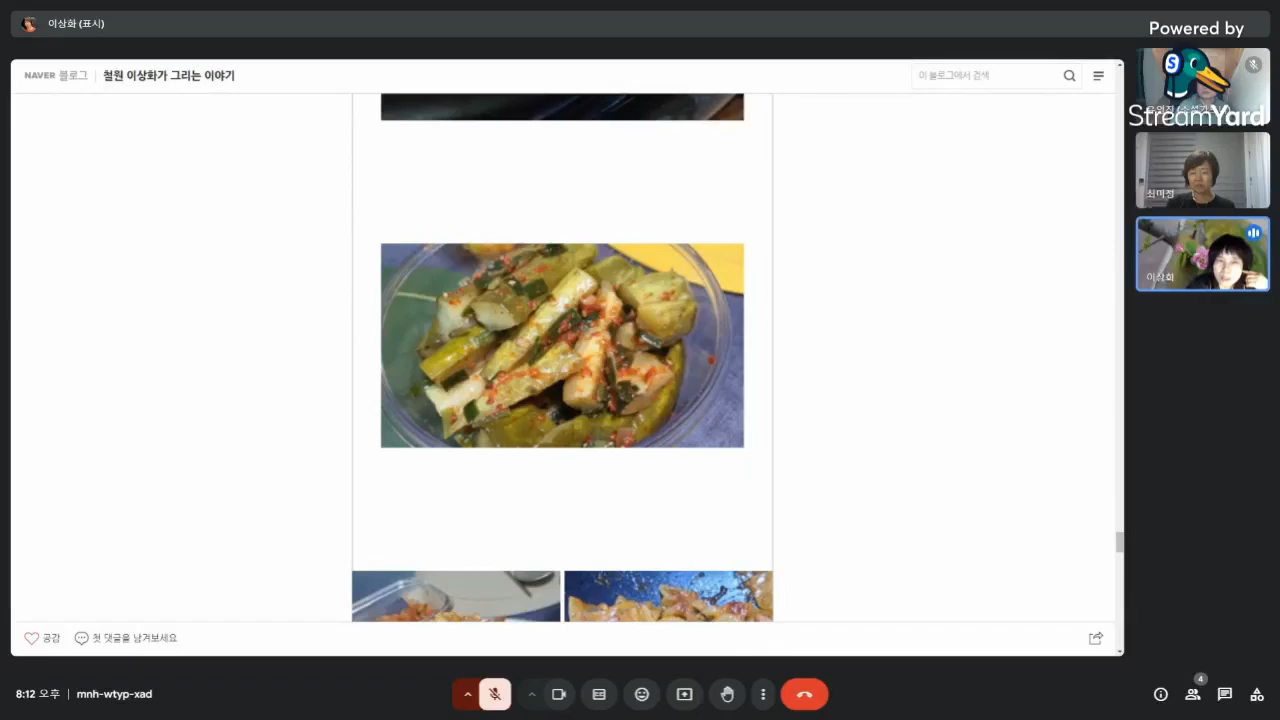 이상화 (표시)
Powered by
StreamYard
NAVER 블로그 | 철원 이상화가 그리는 이야기
이 블로그에서 검색
최미정
이상화
공감
첫 댓글을 남겨보세요
8:12 오후 | mnh-wtyp-xad
4